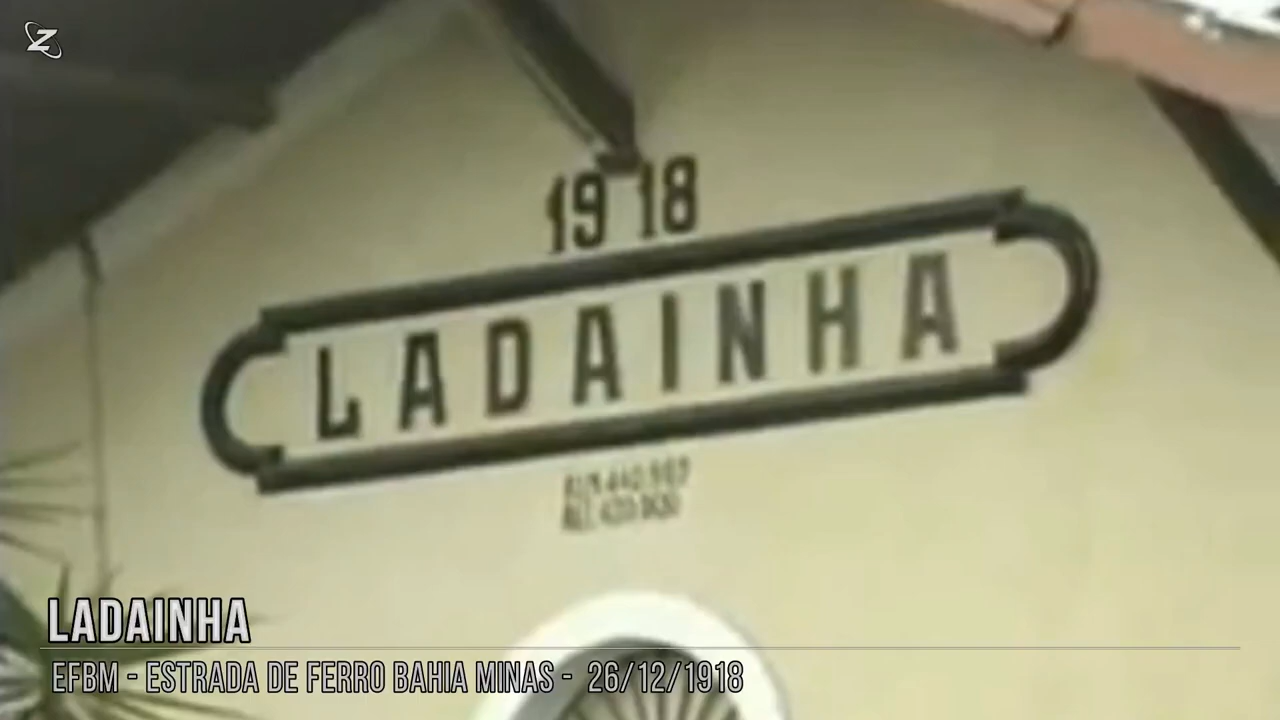 Z
1918
LADAINHA
LADAINHA
EFBM - ESTRADA DE FERRO BAHIA MINAS - 26/12/1918